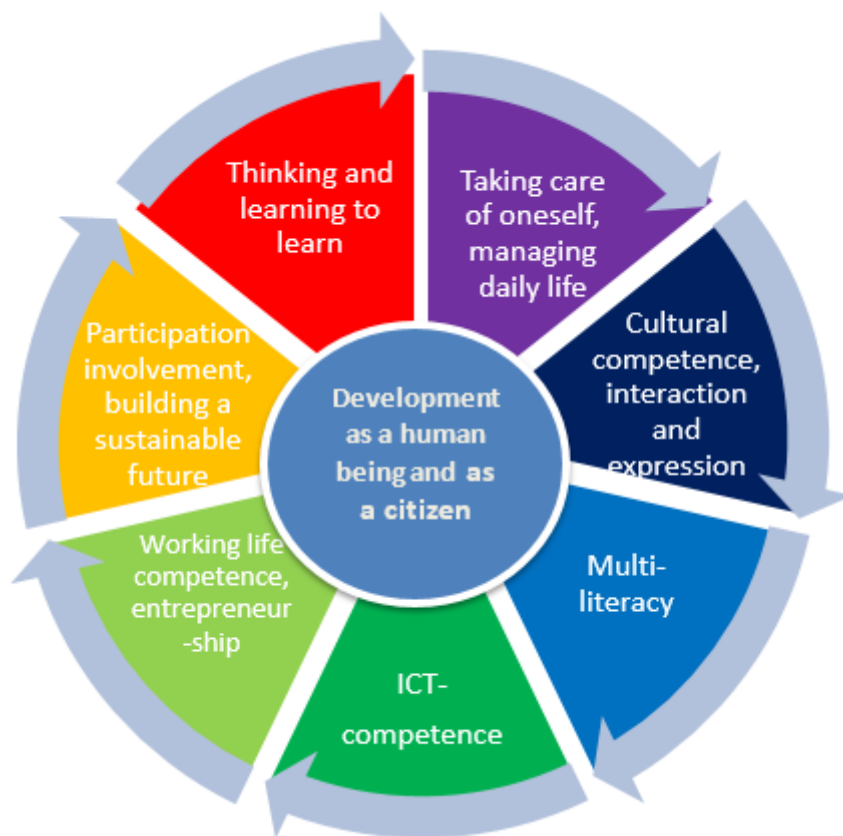 Thinking and
learning to
learn
Taking care
of oneself,
managing
daily life
Cultural
competence,
interaction
and
expression
Multi-
literacy
ICT-
competence
Working life
competence,
entrepreneur
-ship
Participation
involvement,
building a
sustainable
future
Development
as a human
being and as
a citizen